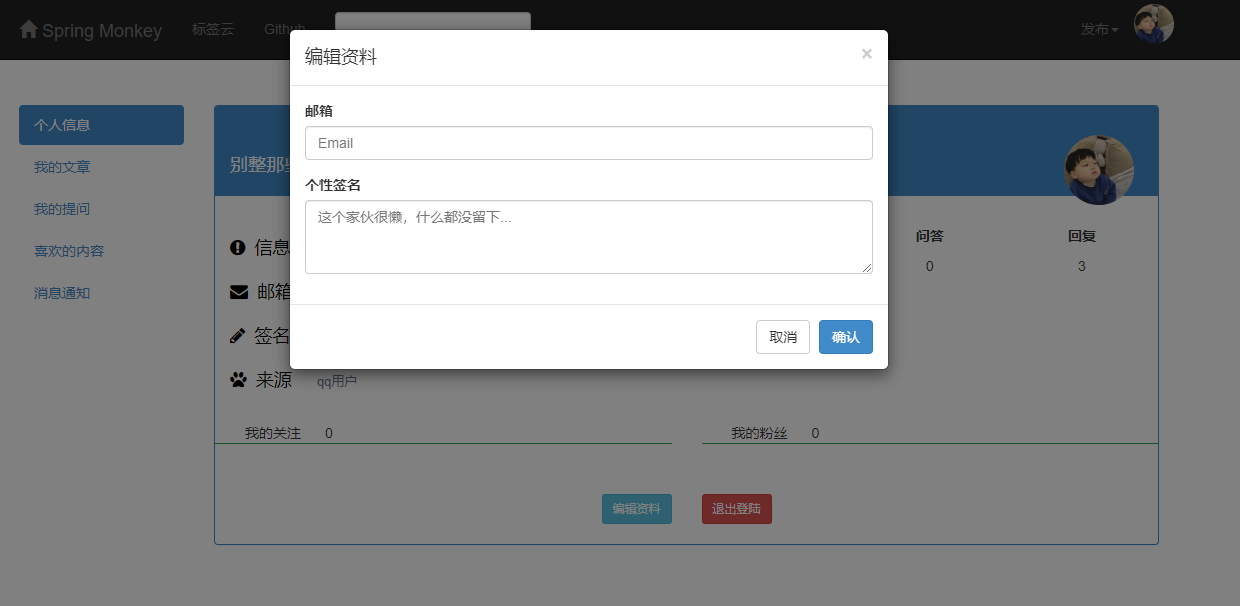 Spring Monkey 标签云 Github 发布
编辑资料 ×
邮箱
Email
个性签名
这个家伙很懒，什么都没留下...
取消 确认
个人信息
我的文章
我的提问
喜欢的内容
消息通知
别整那些
问答 回复
0 3
信息
邮箱
签名
来源 qq用户
我的关注 0 我的粉丝 0
编辑资料 退出登陆